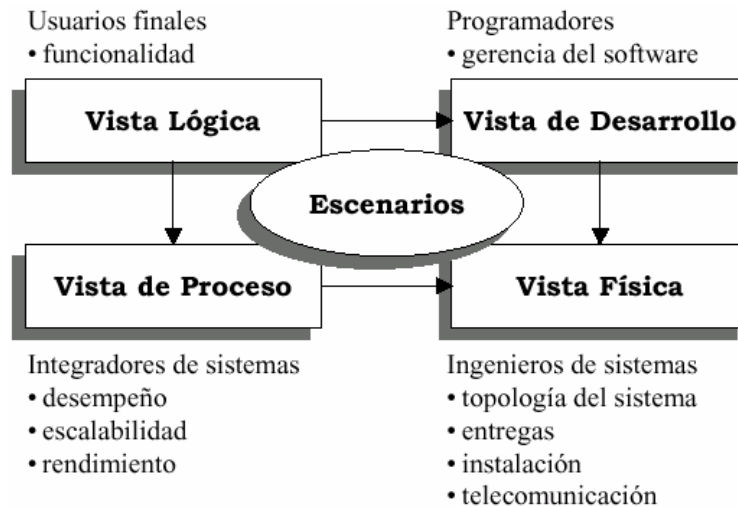 Usuarios finales
• funcionalidad
Programadores
• gerencia del software
Vista Lógica
Vista de Desarrollo
Escenarios
Vista de Proceso
Vista Física
Integradores de sistemas
• desempeño
• escalabilidad
• rendimiento
Ingenieros de sistemas
• topología del sistema
• entregas
• instalación
• telecomunicación